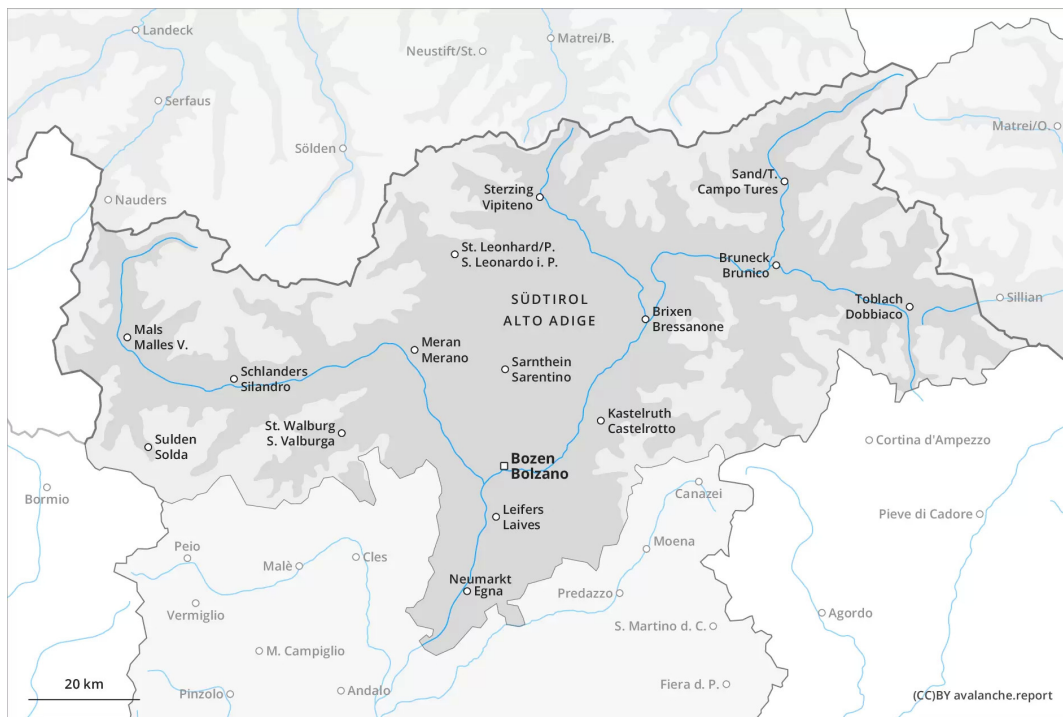 Landeck
Matrei/B.
Neustift/St.
Serfaus
Matrei/O.
Sölden
Sand/T.
Campo Tures
Nauders
Sterzing
Vipiteno
St. Leonhard/P.
S. Leonardo i. P.
Bruneck
Brunico
SÜDTIROL
ALTO ADIGE
Toblach
Dobbiaco
Sillian
Brixen
Bressanone
Mals
Malles V.
Meran
Merano
Sarnthein
Sarentino
Schlanders
Silandro
Kastelruth
Castelrotto
St. Walburg
S. Valburga
Sulden
Solda
Cortina d'Ampezzo
Bozen
Bolzano
Bormio
Canazei
Leifers
Laives
Pieve di Cadore
Peio
Moena
Malè
Cles
Neumarkt
Egna
Predazzo
Vermiglio
Agordo
S. Martino d. C.
M. Campiglio
20 km
Pinzolo
Andalo
Fiera d. P.
(CC)BY avalanche.report